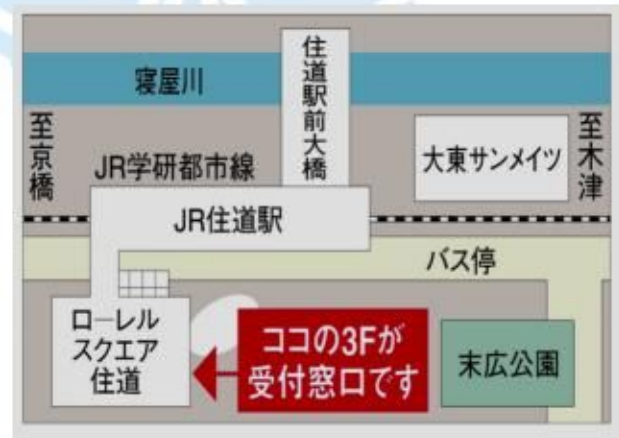 住道駅前大橋
寝屋川
至京橋
至木津
大東サンメイツ
JR学研都市線
JR住道駅
バス停
ローレル
スクエア
住道
ココの3Fが
受付窓口です
末広公園